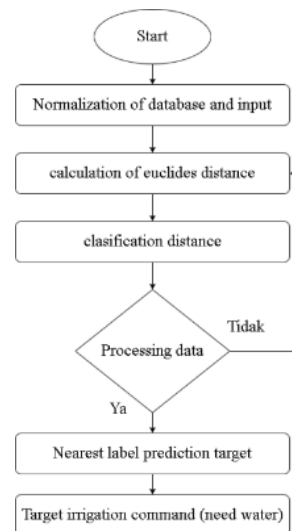 Start
Normalization of database and input
calculation of euclides distance
clasification distance
Processing data
Tidak
Ya
Nearest label prediction target
Target irrigation command (need water)